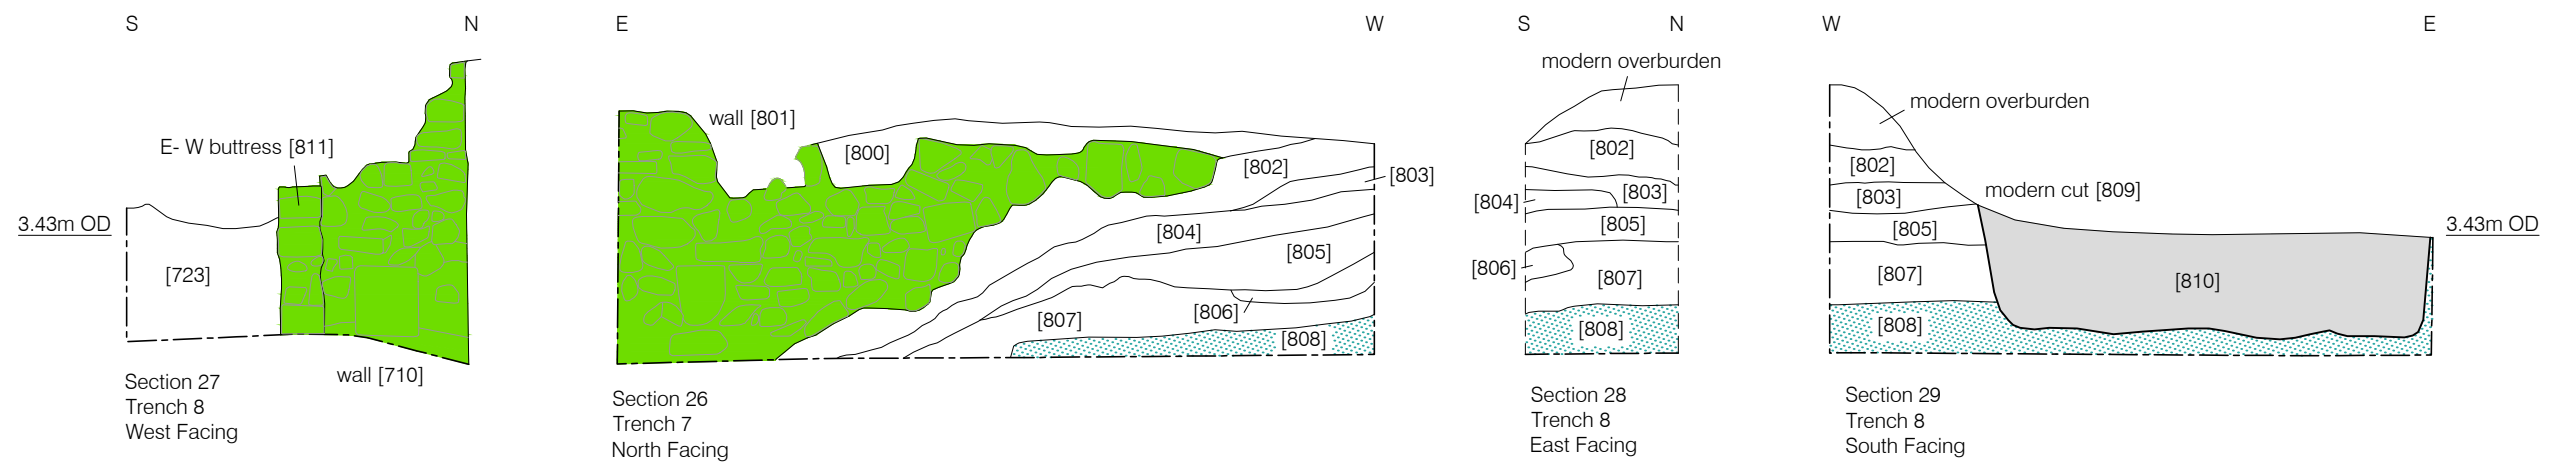 S
N
E- W buttress [811]
3.43m OD
[723]
wall [710]
Section 27
Trench 8
West Facing
E
W
wall [801]
[800]
[802]
[803]
[804]
[805]
[806]
[807]
[808]
Section 26
Trench 7
North Facing
S
N
modern overburden
[802]
[803]
[804]
[805]
[806]
[807]
[808]
Section 28
Trench 8
East Facing
W
E
modern overburden
[802]
[803]
modern cut [809]
[805]
3.43m OD
[807]
[810]
[808]
Section 29
Trench 8
South Facing